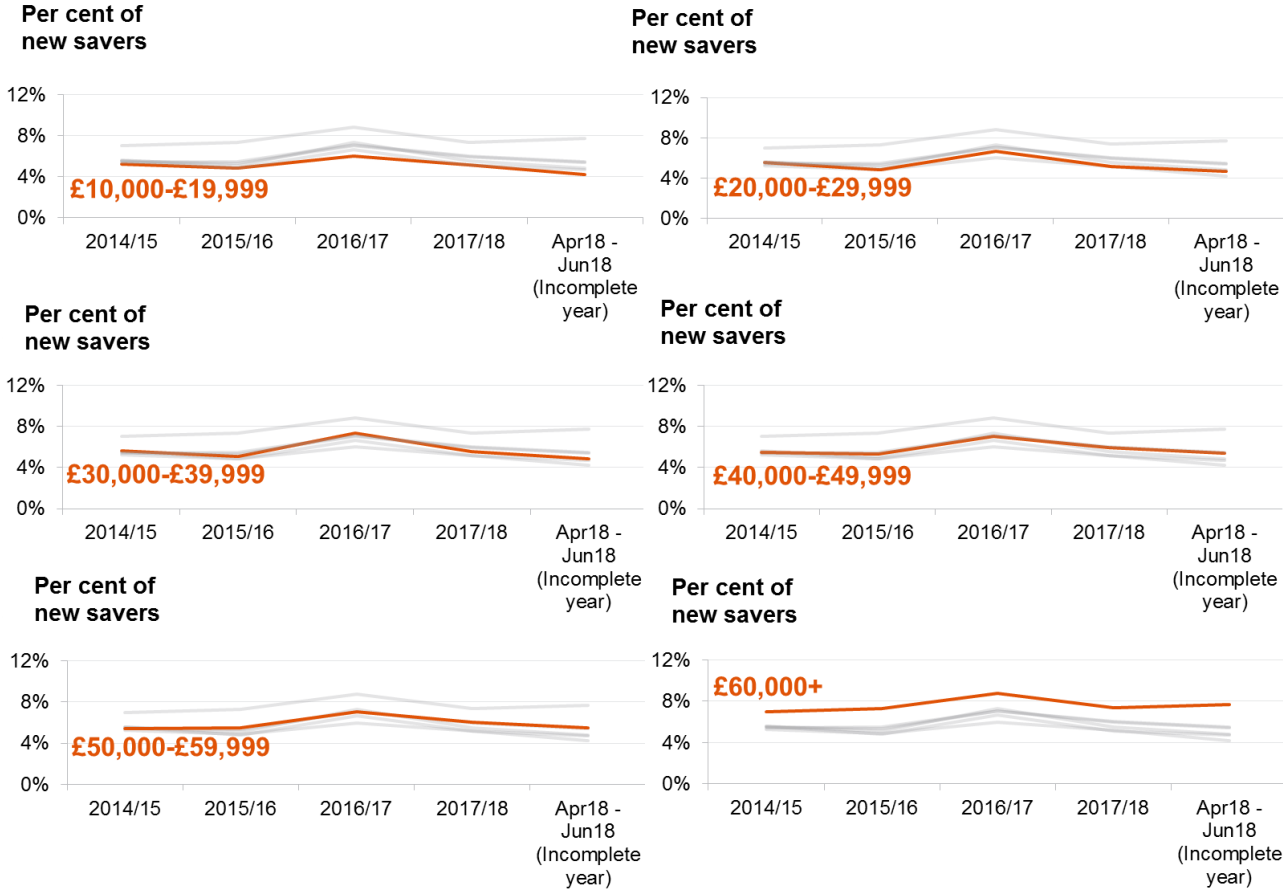 Per cent of
new savers
12%
8%
4%
0%
£10,000-£19,999
2014/15
2015/16
2016/17
2017/18
Apr18 -
Jun18
(Incomplete
year)
Per cent of
new savers
12%
8%
4%
0%
£20,000-£29,999
2014/15
2015/16
2016/17
2017/18
Apr18 -
Jun18
(Incomplete
year)
Per cent of
new savers
12%
8%
4%
0%
£30,000-£39,999
2014/15
2015/16
2016/17
2017/18
Apr18 -
Jun18
(Incomplete
year)
Per cent of
new savers
12%
8%
4%
0%
£40,000-£49,999
2014/15
2015/16
2016/17
2017/18
Apr18 -
Jun18
(Incomplete
year)
Per cent of
new savers
12%
8%
4%
0%
£50,000-£59,999
2014/15
2015/16
2016/17
2017/18
Apr18 -
Jun18
(Incomplete
year)
Per cent of
new savers
12%
8%
4%
0%
£60,000+
2014/15
2015/16
2016/17
2017/18
Apr18 -
Jun18
(Incomplete
year)